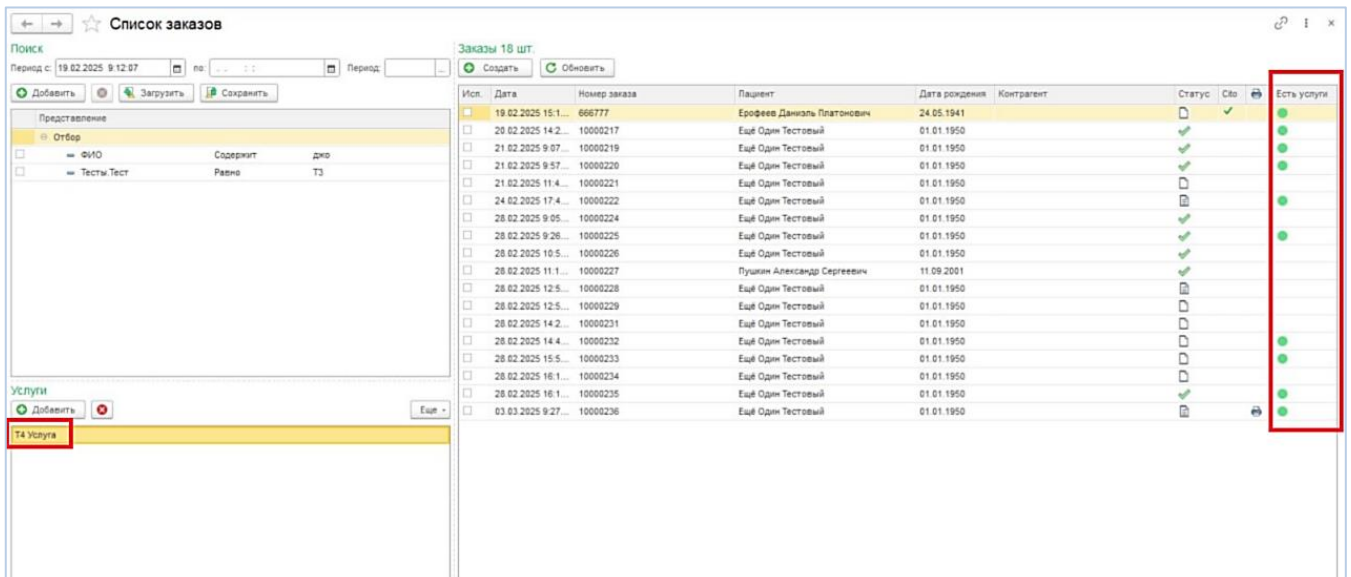 Список заказов
Поиск
Период с: 19.02.2025 9:12:07 по: . . : : Период: ...
Добавить Загрузить Сохранить
Представление
Отбор
ФИО Содержит джо
Тесты.Тест Равно Т3
Услуги
Добавить Еще
Т4 Услуга
Заказы 18 шт.
Создать Обновить
Исп. Дата Номер заказа Пациент Дата рождения Контрагент Статус Cito Есть услуги
19.02.2025 15:1... 666777 Ерофеев Даниэль Платонович 24.05.1941
20.02.2025 14:2... 10000217 Ещё Один Тестовый 01.01.1950
21.02.2025 9:07... 10000219 Ещё Один Тестовый 01.01.1950
21.02.2025 9:57... 10000220 Ещё Один Тестовый 01.01.1950
21.02.2025 11:4... 10000221 Ещё Один Тестовый 01.01.1950
24.02.2025 17:4... 10000222 Ещё Один Тестовый 01.01.1950
28.02.2025 9:05... 10000224 Ещё Один Тестовый 01.01.1950
28.02.2025 9:26... 10000225 Ещё Один Тестовый 01.01.1950
28.02.2025 10:5... 10000226 Ещё Один Тестовый 01.01.1950
28.02.2025 11:1... 10000227 Пушкин Александр Сергеевич 11.09.2001
28.02.2025 12:5... 10000228 Ещё Один Тестовый 01.01.1950
28.02.2025 12:5... 10000229 Ещё Один Тестовый 01.01.1950
28.02.2025 14:2... 10000231 Ещё Один Тестовый 01.01.1950
28.02.2025 14:4... 10000232 Ещё Один Тестовый 01.01.1950
28.02.2025 15:5... 10000233 Ещё Один Тестовый 01.01.1950
28.02.2025 16:1... 10000234 Ещё Один Тестовый 01.01.1950
28.02.2025 16:1... 10000235 Ещё Один Тестовый 01.01.1950
03.03.2025 9:27... 10000236 Ещё Один Тестовый 01.01.1950